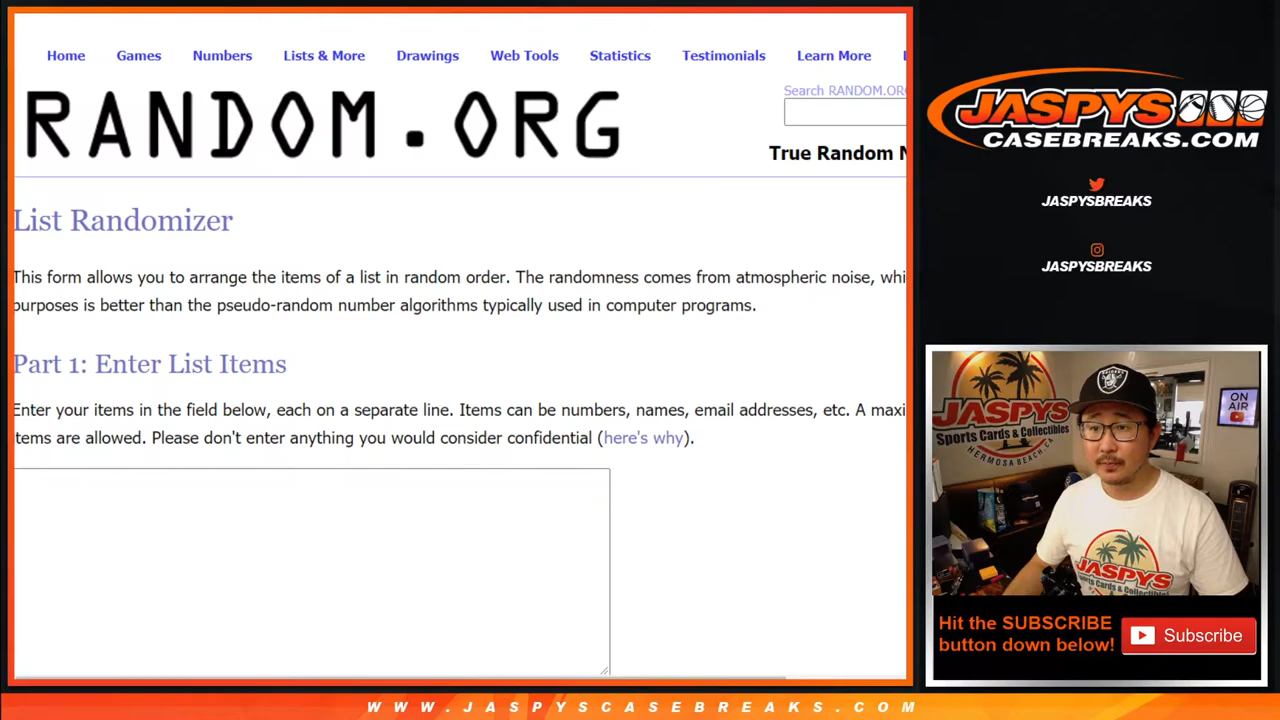 Home Games Numbers Lists & More Drawings Web Tools Statistics Testimonials Learn More
RANDOM.ORG
Search RANDOM.ORG
True Random N
List Randomizer
This form allows you to arrange the items of a list in random order. The randomness comes from atmospheric noise, whi
purposes is better than the pseudo-random number algorithms typically used in computer programs.
Part 1: Enter List Items
Enter your items in the field below, each on a separate line. Items can be numbers, names, email addresses, etc. A maxi
items are allowed. Please don't enter anything you would consider confidential (here's why).
JASPYS
CASEBREAKS.COM
JASPYSBREAKS
JASPYSBREAKS
JASPYS
Sports Cards & Collectibles
HERMOSA BEACH, CA
RAIDERS
ON
AIR
JASPYS
Sports Cards & Collectibles
Hit the SUBSCRIBE
button down below!
Subscribe
WWW.JASPYSCASEBREAKS.COM